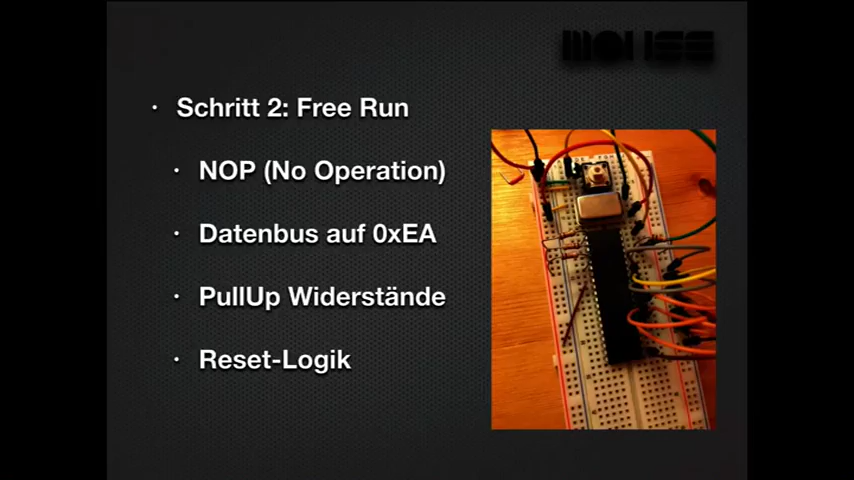 • Schritt 2: Free Run
• NOP (No Operation)
• Datenbus auf 0xEA
• PullUp Widerstände
• Reset-Logik